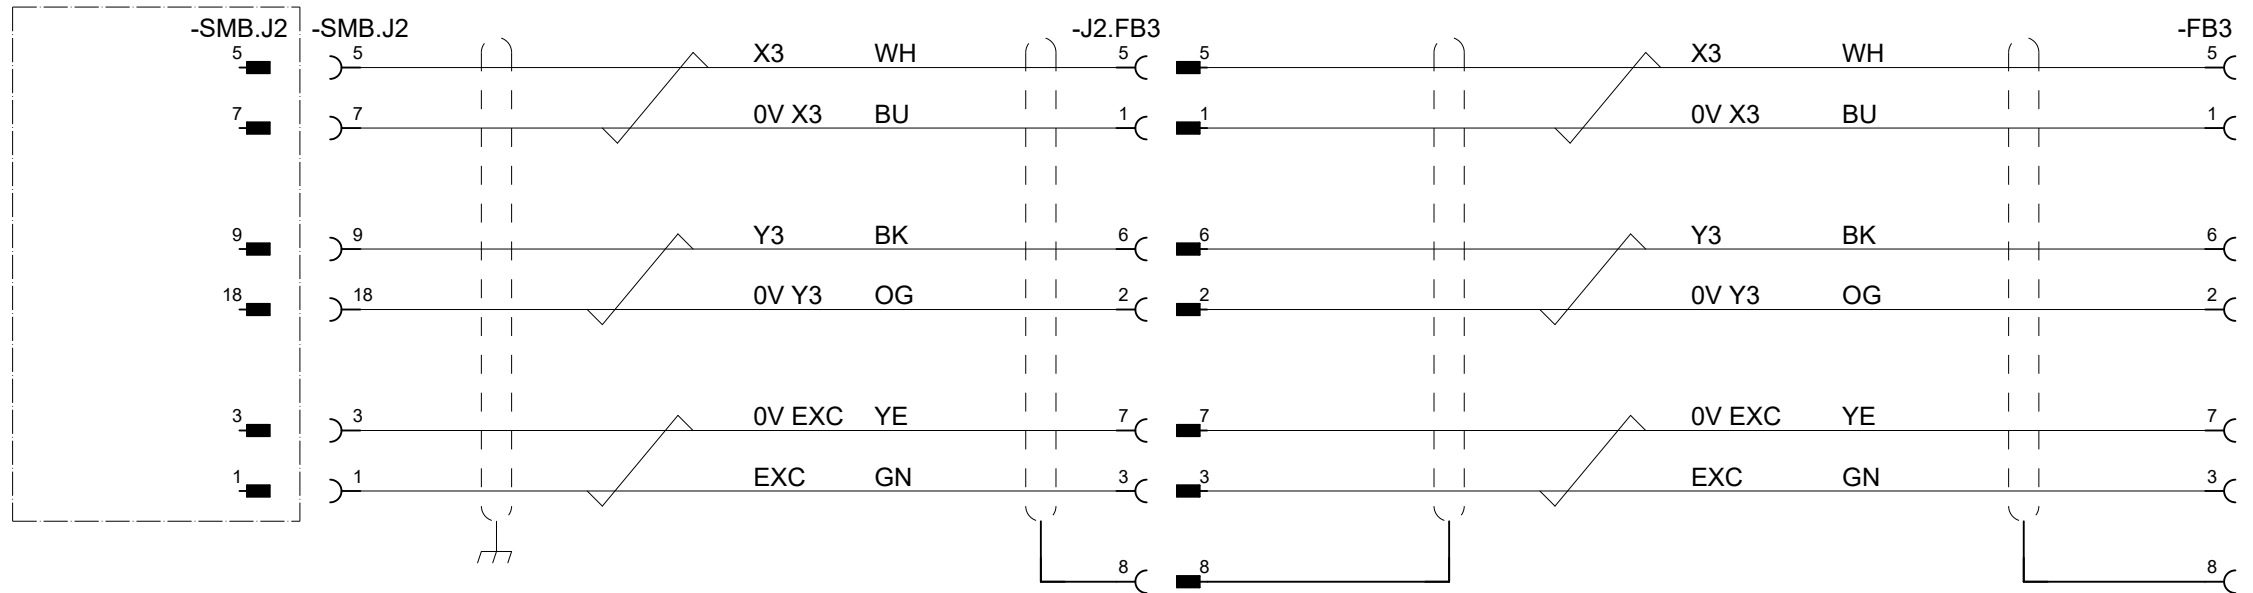 -SMB.J2 -SMB.J2 -J2.FB3 -FB3
5 5 X3 WH 5 5 X3 WH 5
7 7 0V X3 BU 1 1 0V X3 BU 1
9 9 Y3 BK 6 6 Y3 BK 6
18 18 0V Y3 OG 2 2 0V Y3 OG 2
3 3 0V EXC YE 7 7 0V EXC YE 7
1 1 EXC GN 3 3 EXC GN 3
8 8 8